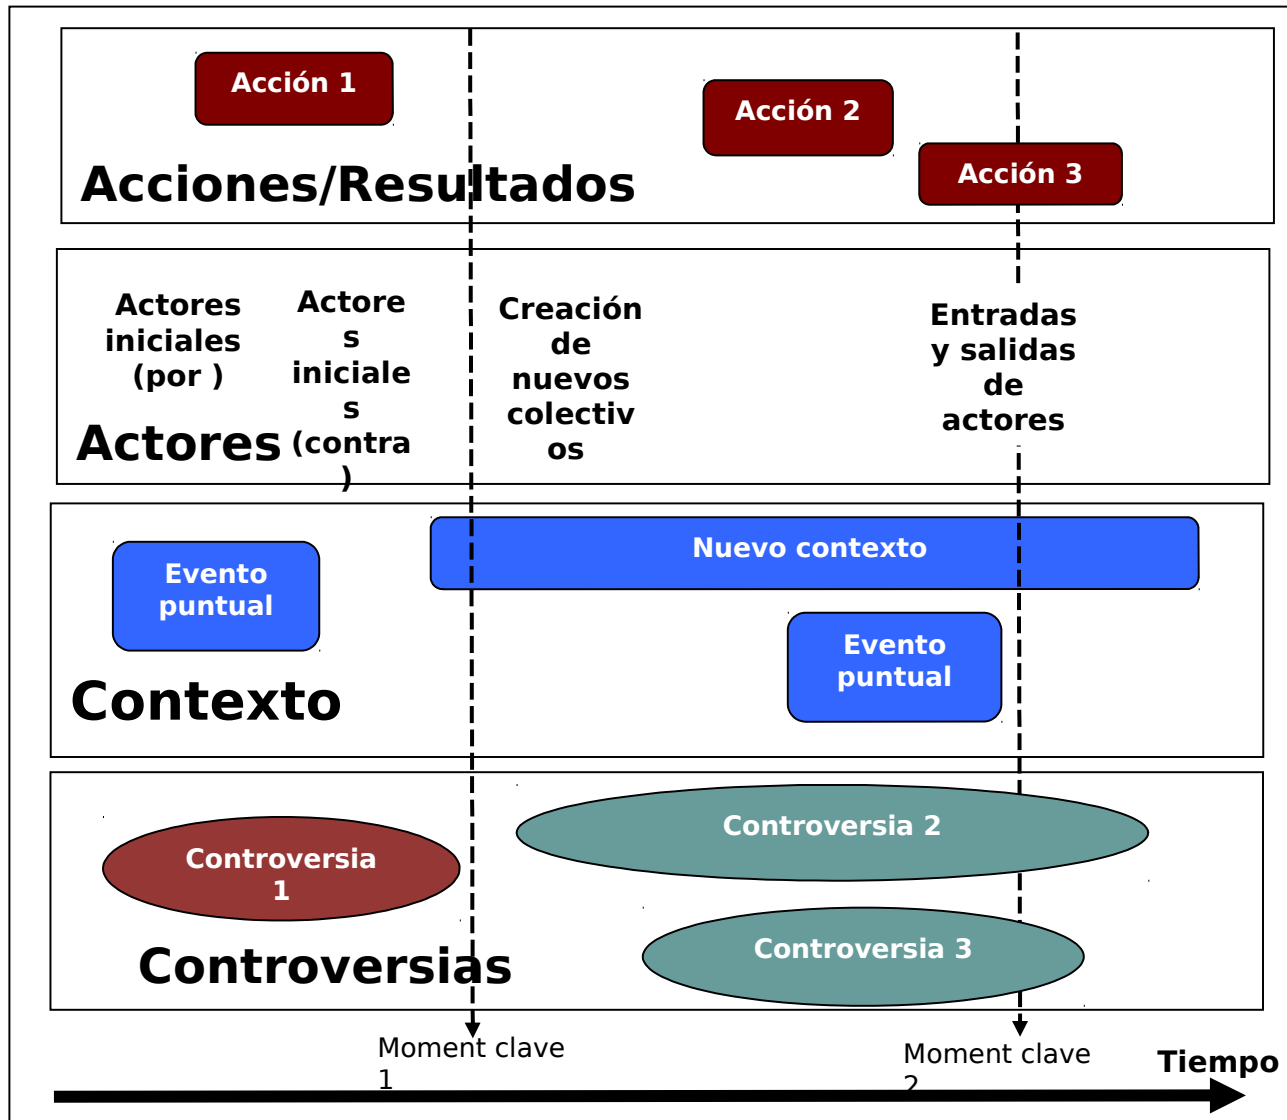 Acción 1
Acción 2
Acción 3
Acciones/Resultados
Actores
iniciales
(por )
Actore
s
iniciale
s
(contra
)
Creación
de
nuevos
colectiv
os
Entradas
y salidas
de
actores
Actores
Nuevo contexto
Evento
puntual
Evento
puntual
Contexto
Controversia 2
Controversia
1
Controversia 3
Controversias
Moment clave
1
Moment clave
2
Tiempo